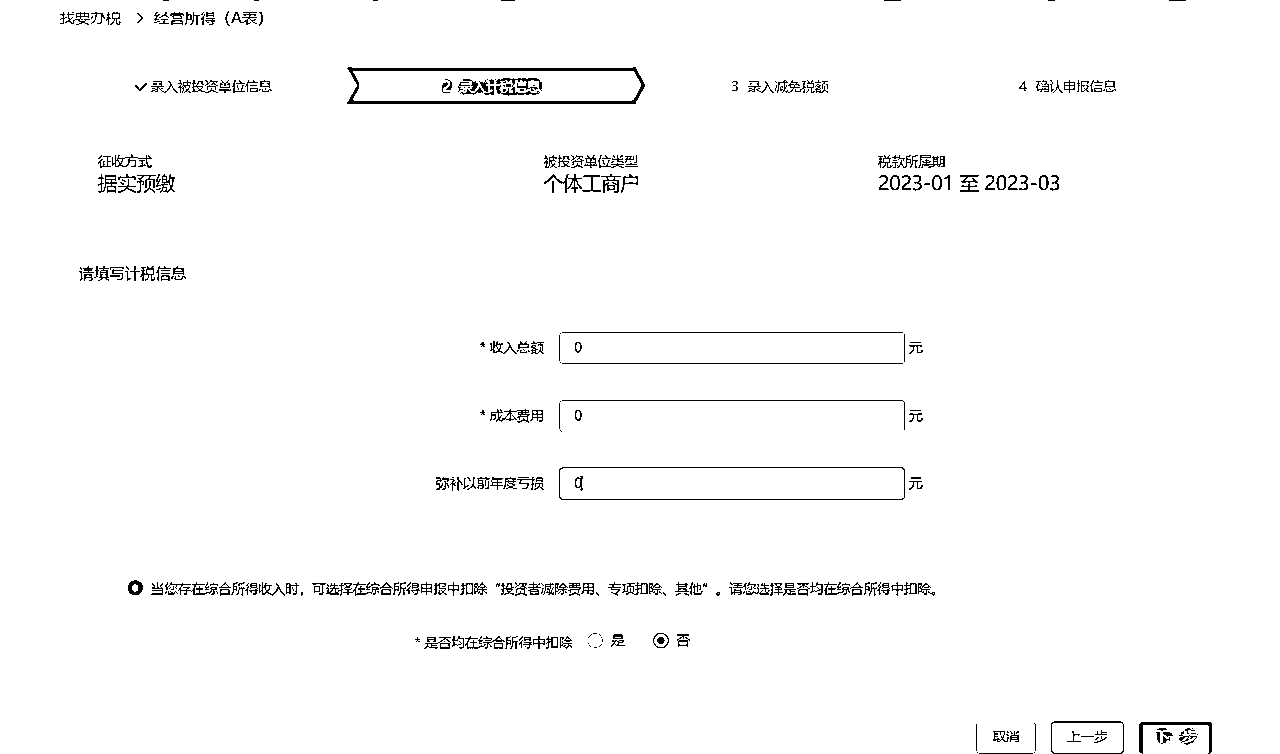 我要办税 > 经营所得（A表）
录入被投资单位信息
2 录入计税信息
3 录入减免税额
4 确认申报信息
征收方式
据实预缴
被投资单位类型
个体工商户
税款所属期
2023-01 至 2023-03
请填写计税信息
* 收入总额 0 元
* 成本费用 0 元
弥补以前年度亏损 0 元
当您存在综合所得收入时，可选择在综合所得申报中扣除“投资者减除费用、专项扣除、其他”。请您选择是否均在综合所得中扣除。
* 是否均在综合所得中扣除 是 否
取消 上一步 下一步